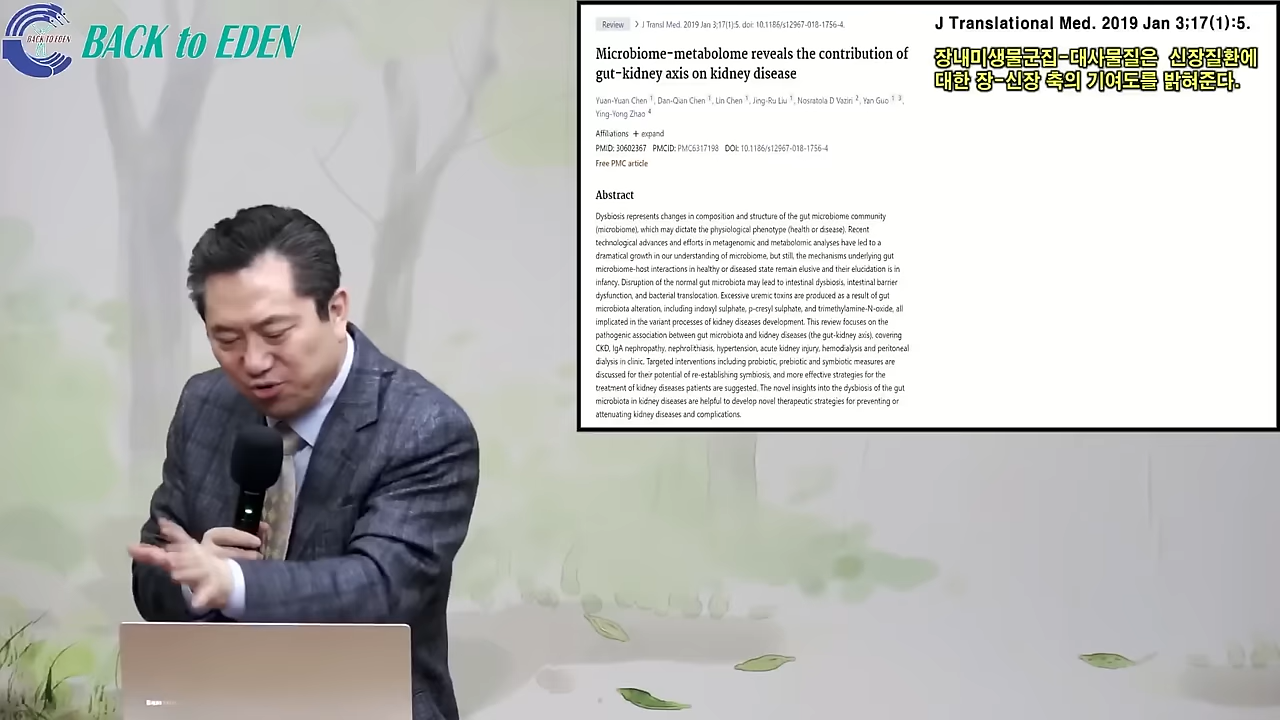 BACK to EDEN
BACK to EDEN
Review
J Transl Med. 2019 Jan 3;17(1):5. doi: 10.1186/s12967-018-1756-4.
Microbiome-metabolome reveals the contribution of
gut-kidney axis on kidney disease
Yuan-Yuan Chen 1, Dan-Qian Chen 1, Lin Chen 1, Jing-Ru Liu 1, Nosratola D Vaziri 2, Yan Guo 1 3,
Ying-Yong Zhao 4
Affiliations + expand
PMID: 30602367 PMCID: PMC6317198 DOI: 10.1186/s12967-018-1756-4
Free PMC article
Abstract
Dysbiosis represents changes in composition and structure of the gut microbiome community
(microbiome), which may dictate the physiological phenotype (health or disease). Recent
technological advances and efforts in metagenomic and metabolomic analyses have led to a
dramatical growth in our understanding of microbiome, but still, the mechanisms underlying gut
microbiome-host interactions in healthy or diseased state remain elusive and their elucidation is in
infancy. Disruption of the normal gut microbiota may lead to intestinal dysbiosis, intestinal barrier
dysfunction, and bacterial translocation. Excessive uremic toxins are produced as a result of gut
microbiota alteration, including indoxyl sulphate, p-cresyl sulphate, and trimethylamine-N-oxide, all
implicated in the variant processes of kidney diseases development. This review focuses on the
pathogenic association between gut microbiota and kidney diseases (the gut-kidney axis), covering
CKD, IgA nephropathy, nephrolithiasis, hypertension, acute kidney injury, hemodialysis and peritoneal
dialysis in clinic. Targeted interventions including probiotic, prebiotic and symbiotic measures are
discussed for their potential of re-establishing symbiosis, and more effective strategies for the
treatment of kidney diseases patients are suggested. The novel insights into the dysbiosis of the gut
microbiota in kidney diseases are helpful to develop novel therapeutic strategies for preventing or
attenuating kidney diseases and complications.
J Translational Med. 2019 Jan 3;17(1):5.
장내미생물군집-대사물질은 신장질환에
대한 장-신장 축의 기여도를 밝혀준다.